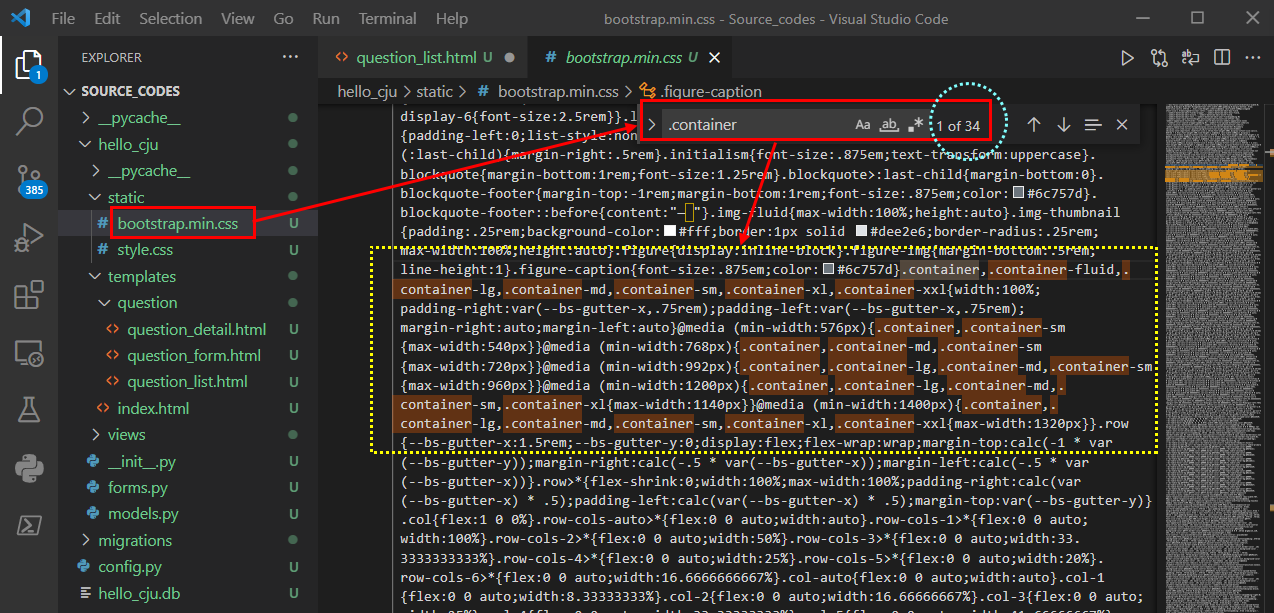 File Edit Selection View Go Run Terminal Help bootstrap.min.css - Source_codes - Visual Studio Code
EXPLORER
SOURCE_CODES
__pycache__
hello_cju
__pycache__
static
# bootstrap.min.css U
# style.css U
templates
question
<> question_detail.html U
<> question_form.html U
<> question_list.html U
<> index.html U
views
__init__.py U
forms.py U
models.py U
migrations
config.py U
hello_cju.db U
1
385
<> question_list.html U
# bootstrap.min.css U
hello_cju > static > # bootstrap.min.css > .figure-caption
.container Aa ab .* 1 of 34
display-6{font-size:2.5rem}}.l
{padding-left:0;list-style:non
(:last-child){margin-right:.5rem}.initialism{font-size:.875em;text-transform:uppercase}.
blockquote{margin-bottom:1rem;font-size:1.25rem}.blockquote>:last-child{margin-bottom:0}.
blockquote-footer{margin-top:-1rem;margin-bottom:1rem;font-size:.875em;color:#6c757d}.
blockquote-footer::before{content:"— "}.img-fluid{max-width:100%;height:auto}.img-thumbnail
{padding:.25rem;background-color:#fff;border:1px solid #dee2e6;border-radius:.25rem;
max-width:100%;height:auto}.figure{display:inline-block}.figure-img{margin-bottom:.5rem;
line-height:1}.figure-caption{font-size:.875em;color:#6c757d}.container,.container-fluid,.
container-lg,.container-md,.container-sm,.container-xl,.container-xxl{width:100%;
padding-right:var(--bs-gutter-x,.75rem);padding-left:var(--bs-gutter-x,.75rem);
margin-right:auto;margin-left:auto}@media (min-width:576px){.container,.container-sm
{max-width:540px}}@media (min-width:768px){.container,.container-md,.container-sm
{max-width:720px}}@media (min-width:992px){.container,.container-lg,.container-md,.container-sm
{max-width:960px}}@media (min-width:1200px){.container,.container-lg,.container-md,.
container-sm,.container-xl{max-width:1140px}}@media (min-width:1400px){.container,.
container-lg,.container-md,.container-sm,.container-xl,.container-xxl{max-width:1320px}}.row
{--bs-gutter-x:1.5rem;--bs-gutter-y:0;display:flex;flex-wrap:wrap;margin-top:calc(-1 * var
(--bs-gutter-y));margin-right:calc(-.5 * var(--bs-gutter-x));margin-left:calc(-.5 * var
(--bs-gutter-x))}.row>*{flex-shrink:0;width:100%;max-width:100%;padding-right:calc(var
(--bs-gutter-x) * .5);padding-left:calc(var(--bs-gutter-x) * .5);margin-top:var(--bs-gutter-y)}
.col{flex:1 0 0%}.row-cols-auto>*{flex:0 0 auto;width:auto}.row-cols-1>*{flex:0 0 auto;
width:100%}.row-cols-2>*{flex:0 0 auto;width:50%}.row-cols-3>*{flex:0 0 auto;width:33.
3333333333%}.row-cols-4>*{flex:0 0 auto;width:25%}.row-cols-5>*{flex:0 0 auto;width:20%}.
row-cols-6>*{flex:0 0 auto;width:16.6666666667%}.col-auto{flex:0 0 auto;width:auto}.col-1
{flex:0 0 auto;width:8.33333333%}.col-2{flex:0 0 auto;width:16.66666667%}.col-3{flex:0 0 auto;